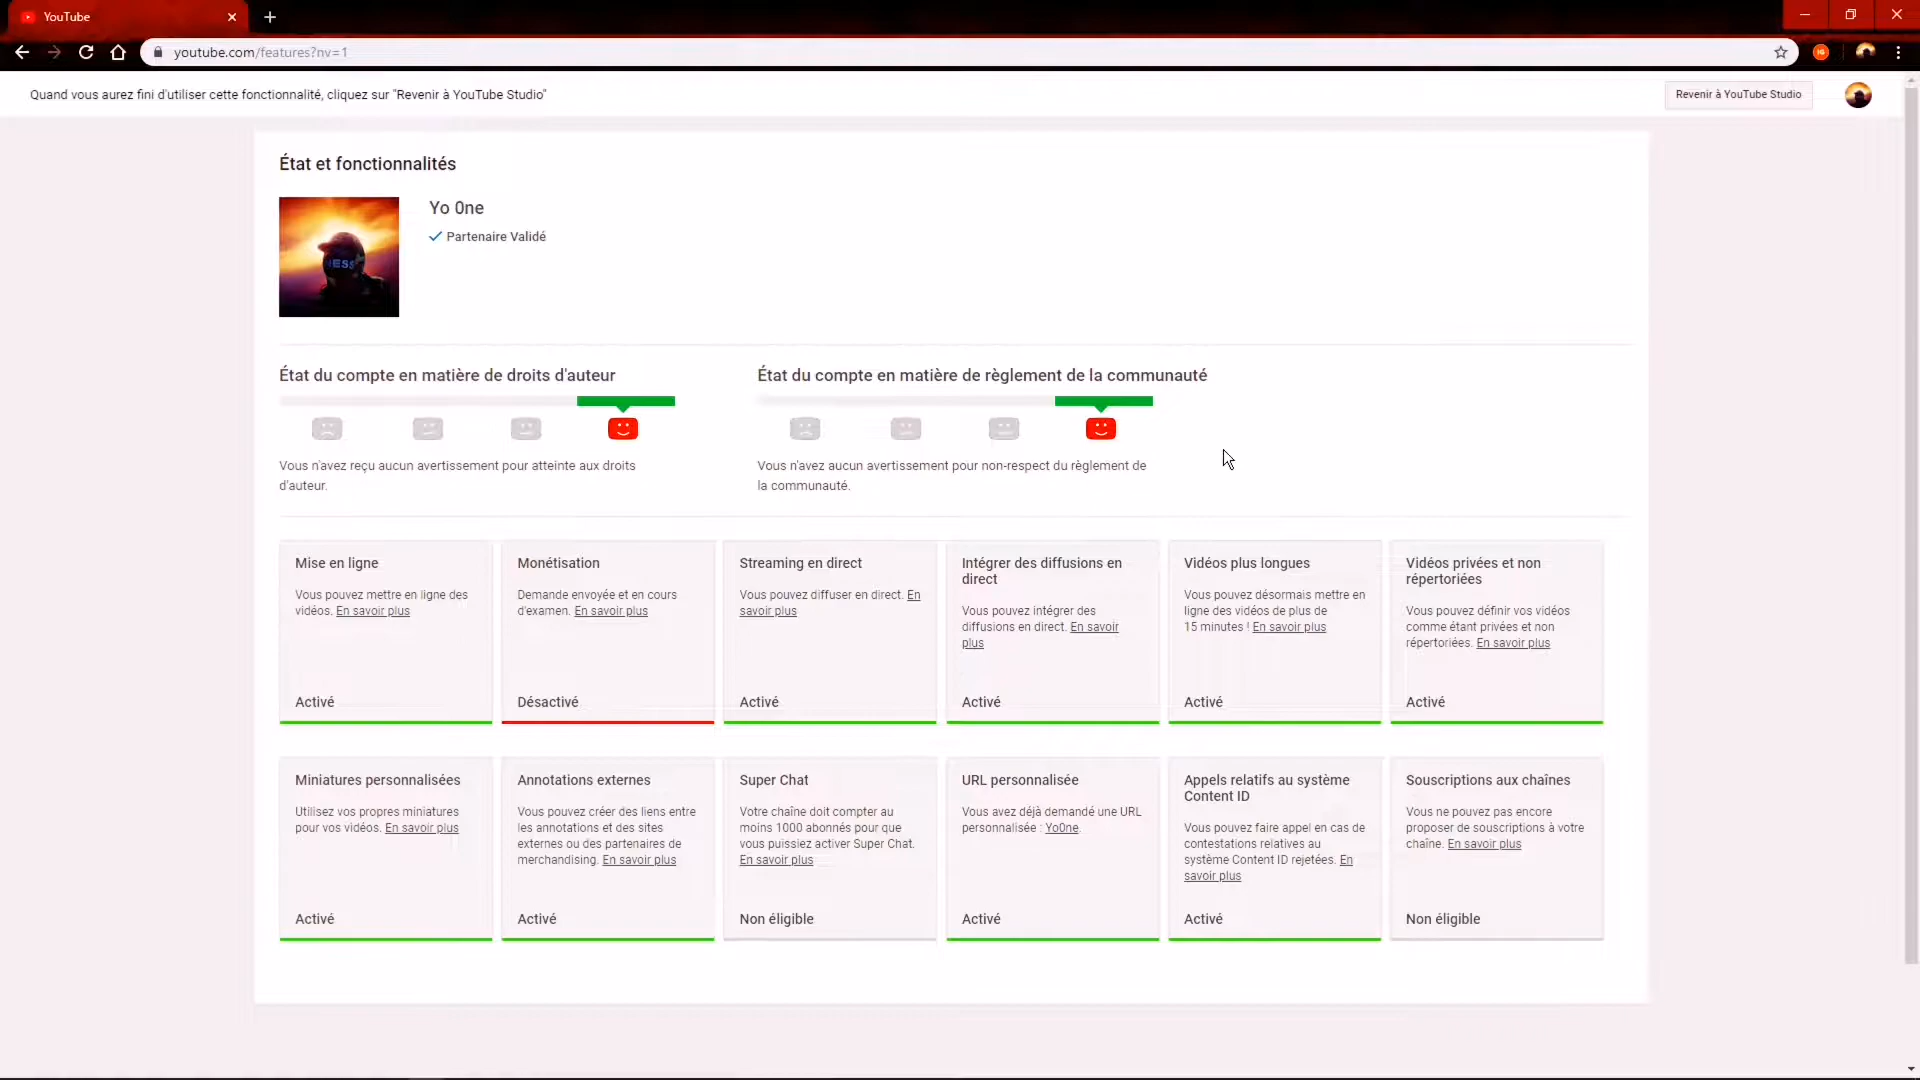 YouTube
youtube.com/features?nv=1
Quand vous aurez fini d'utiliser cette fonctionnalité, cliquez sur "Revenir à YouTube Studio"
Revenir à YouTube Studio
État et fonctionnalités
Yo 0ne
Partenaire Validé
État du compte en matière de droits d'auteur
Vous n'avez reçu aucun avertissement pour atteinte aux droits
d'auteur.
État du compte en matière de règlement de la communauté
Vous n'avez aucun avertissement pour non-respect du règlement de
la communauté.
Mise en ligne
Vous pouvez mettre en ligne des
vidéos. En savoir plus
Activé
Monétisation
Demande envoyée et en cours
d'examen. En savoir plus
Désactivé
Streaming en direct
Vous pouvez diffuser en direct. En
savoir plus
Activé
Intégrer des diffusions en
direct
Vous pouvez intégrer des
diffusions en direct. En savoir
plus
Activé
Vidéos plus longues
Vous pouvez désormais mettre en
ligne des vidéos de plus de
15 minutes ! En savoir plus
Activé
Vidéos privées et non
répertoriées
Vous pouvez définir vos vidéos
comme étant privées et non
répertoriées. En savoir plus
Activé
Miniatures personnalisées
Utilisez vos propres miniatures
pour vos vidéos. En savoir plus
Activé
Annotations externes
Vous pouvez créer des liens entre
les annotations et des sites
externes ou des partenaires de
merchandising. En savoir plus
Activé
Super Chat
Votre chaîne doit compter au
moins 1000 abonnés pour que
vous puissiez activer Super Chat.
En savoir plus
Non éligible
URL personnalisée
Vous avez déjà demandé une URL
personnalisée : Yo0ne.
Activé
Appels relatifs au système
Content ID
Vous pouvez faire appel en cas de
contestations relatives au
système Content ID rejetées. En
savoir plus
Activé
Souscriptions aux chaînes
Vous ne pouvez pas encore
proposer de souscriptions à votre
chaîne. En savoir plus
Non éligible